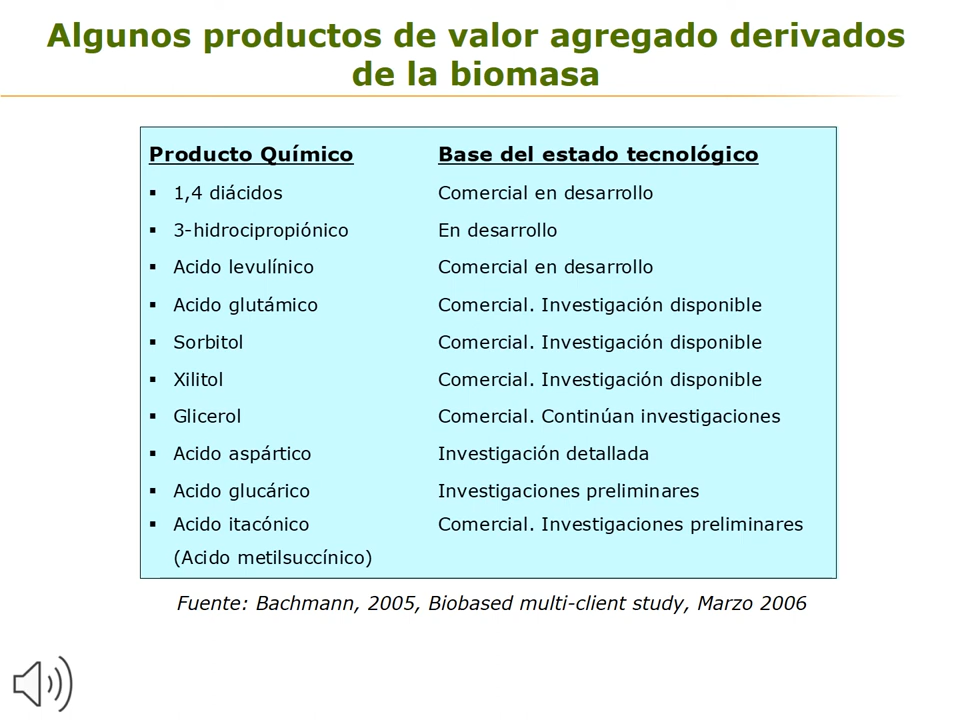 Algunos productos de valor agregado derivados
de la biomasa
Producto Químico Base del estado tecnológico
▪ 1,4 diácidos Comercial en desarrollo
▪ 3-hidrocipropiónico En desarrollo
▪ Acido levulínico Comercial en desarrollo
▪ Acido glutámico Comercial. Investigación disponible
▪ Sorbitol Comercial. Investigación disponible
▪ Xilitol Comercial. Investigación disponible
▪ Glicerol Comercial. Continúan investigaciones
▪ Acido aspártico Investigación detallada
▪ Acido glucárico Investigaciones preliminares
▪ Acido itacónico Comercial. Investigaciones preliminares
(Acido metilsuccínico)
Fuente: Bachmann, 2005, Biobased multi-client study, Marzo 2006